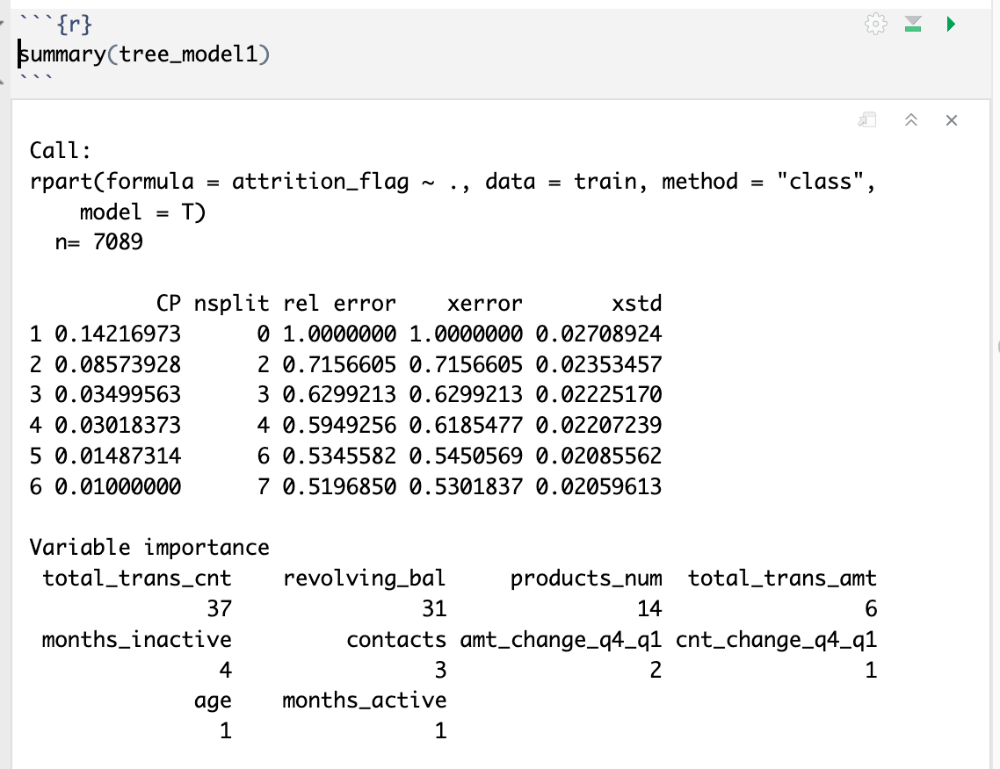 ```{r}
summary(tree_model1)
```
Call:
rpart(formula = attrition_flag ~ ., data = train, method = "class",
    model = T)
  n= 7089

          CP nsplit rel error    xerror       xstd
1 0.14216973      0 1.0000000 1.0000000 0.02708924
2 0.08573928      2 0.7156605 0.7156605 0.02353457
3 0.03499563      3 0.6299213 0.6299213 0.02225170
4 0.03018373      4 0.5949256 0.6185477 0.02207239
5 0.01487314      6 0.5345582 0.5450569 0.02085562
6 0.01000000      7 0.5196850 0.5301837 0.02059613

Variable importance
 total_trans_cnt    revolving_bal     products_num  total_trans_amt
              37               31               14                6
 months_inactive         contacts amt_change_q4_q1 cnt_change_q4_q1
               4                3                2                1
             age    months_active
               1                1